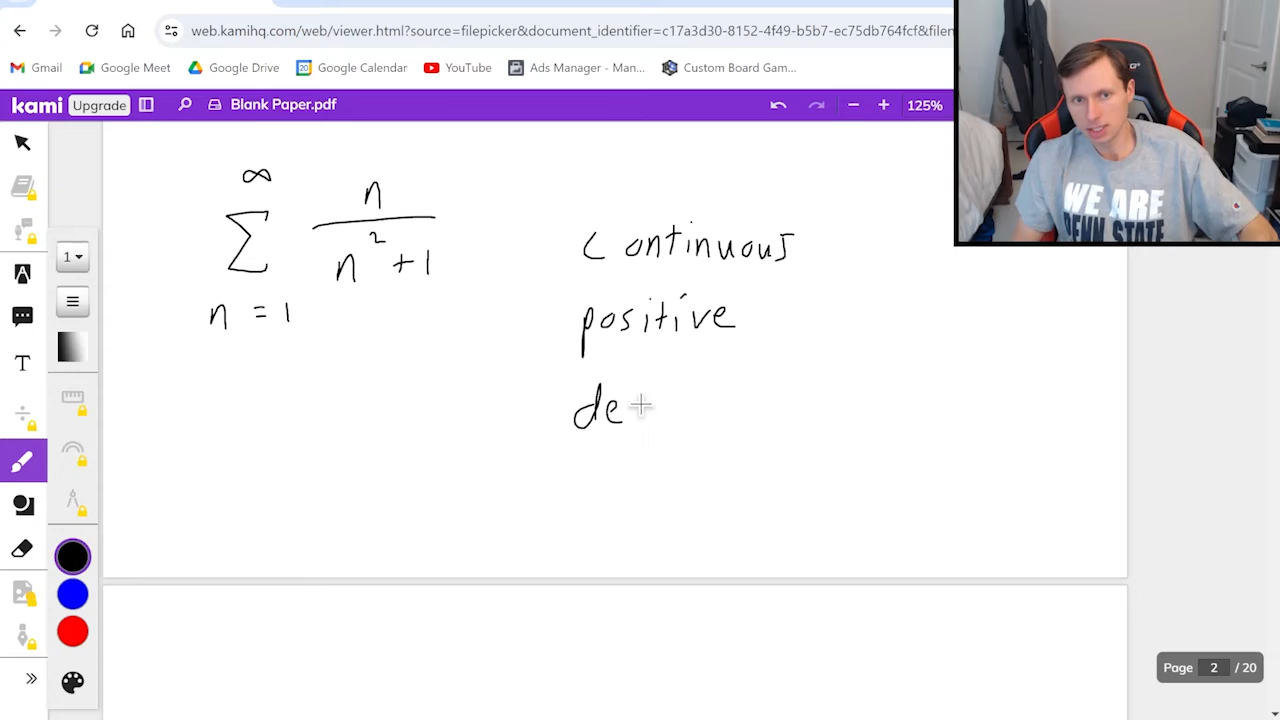 web.kamihq.com/web/viewer.html?source=filepicker&document_identifier=c17a3d30-8152-4f49-b5b7-ec75db764fcf&filen
Gmail Google Meet Google Drive Google Calendar YouTube Ads Manager - Man... Custom Board Gam...
kami Upgrade Blank Paper.pdf 125%
WE ARE
PENN STATE
∞
Σ n / n² + 1
n = 1
continuous
positive
de
1
Page 2 / 20